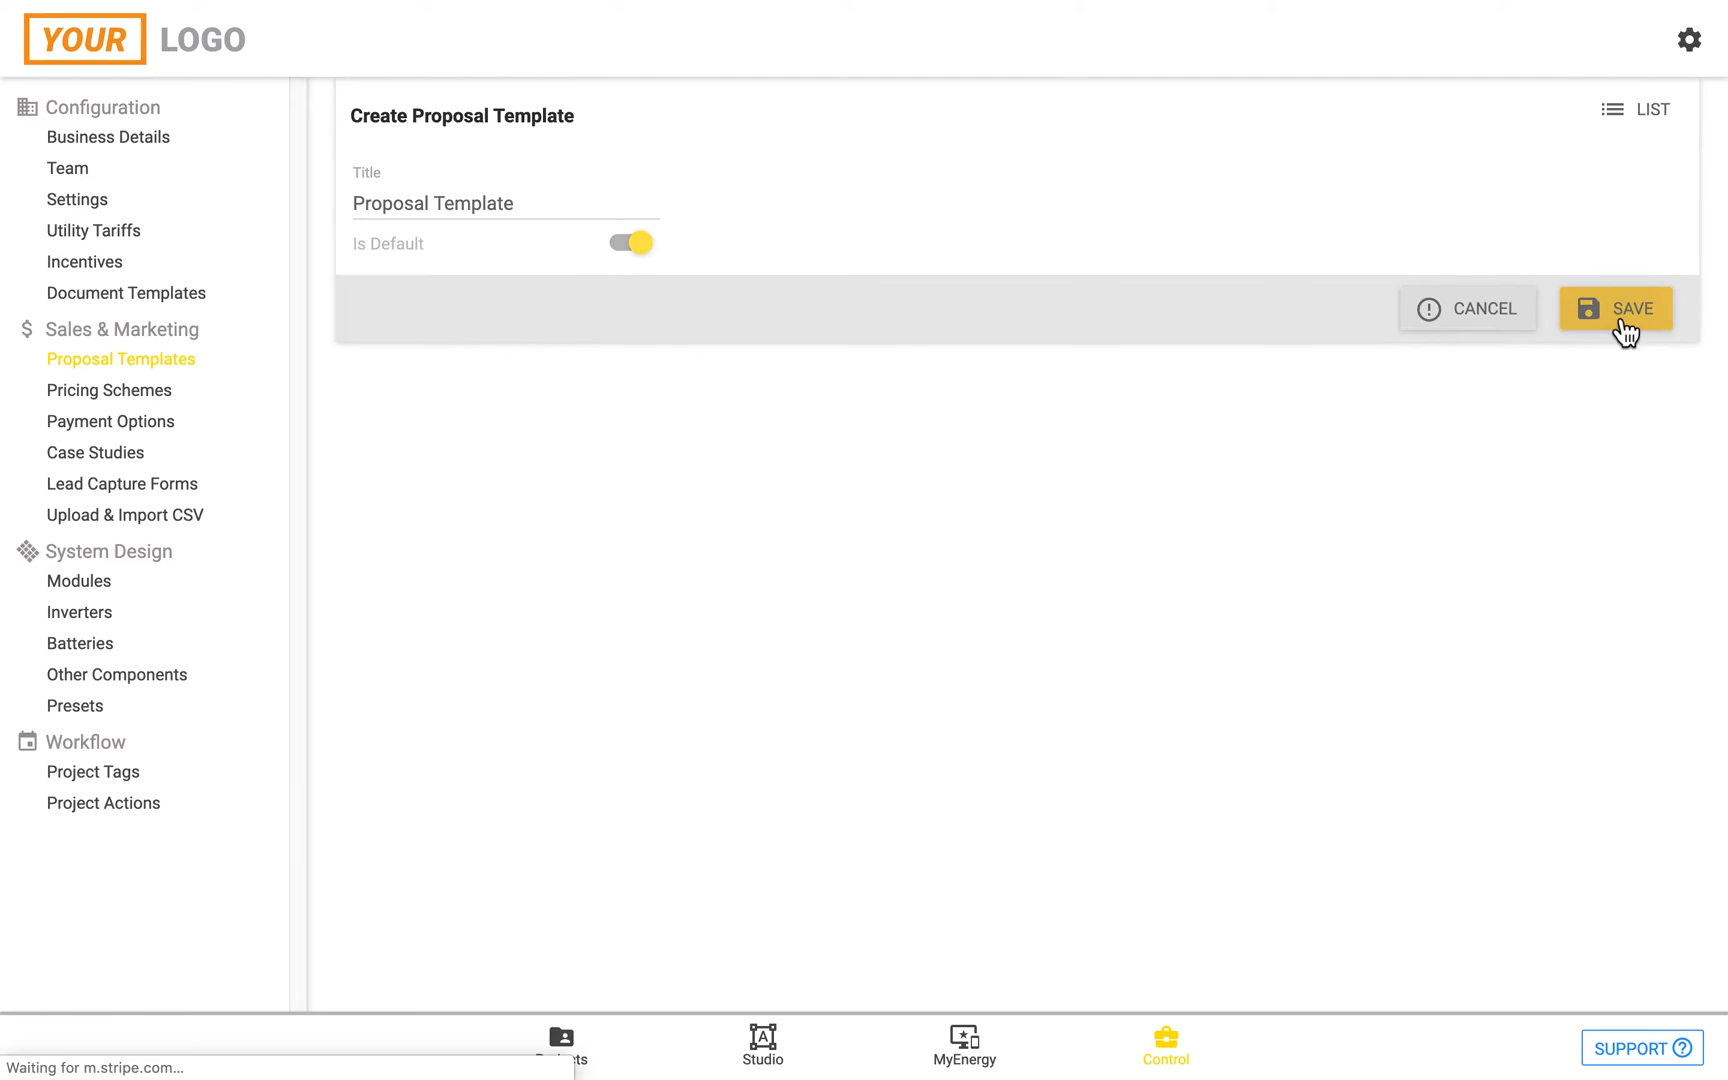 YOUR LOGO
Configuration
Business Details
Team
Settings
Utility Tariffs
Incentives
Document Templates
Sales & Marketing
Proposal Templates
Pricing Schemes
Payment Options
Case Studies
Lead Capture Forms
Upload & Import CSV
System Design
Modules
Inverters
Batteries
Other Components
Presets
Workflow
Project Tags
Project Actions
Create Proposal Template
LIST
Title
Proposal Template
Is Default
CANCEL
SAVE
Studio
MyEnergy
Control
SUPPORT
Waiting for m.stripe.com...